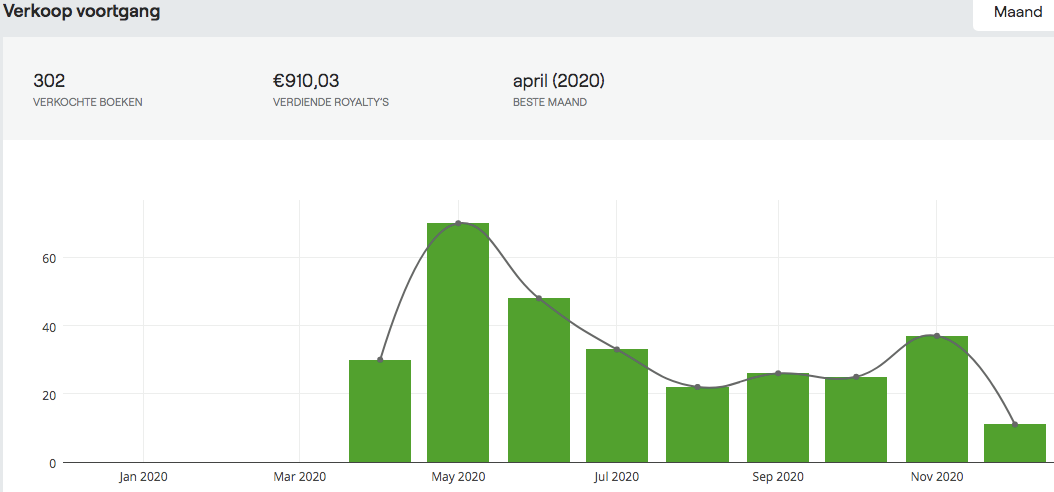 Verkoop voortgang
Maand
302
€910,03
april (2020)
VERKOCHTE BOEKEN
VERDIENDE ROYALTY'S
BESTE MAAND
60
40
20
0
Jan 2020
Mar 2020
May 2020
Jul 2020
Sep 2020
Nov 2020